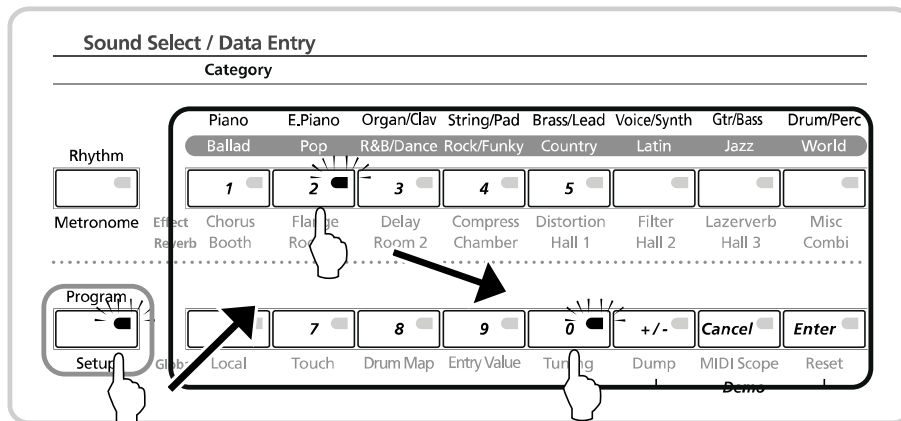 Sound Select / Data Entry
Category
Piano E.Piano Organ/Clav String/Pad Brass/Lead Voice/Synth Gtr/Bass Drum/Perc
Rhythm Ballad Pop R&B/Dance Rock/Funky Country Latin Jazz World
1 2 3 4 5
Metronome Effect Chorus Flange Delay Compress Distortion Filter Lazerverb Misc
Reverb Booth Room 2 Chamber Hall 1 Hall 2 Hall 3 Combi
Program
7 8 9 0 +/- Cancel Enter
Setup Local Touch Drum Map Entry Value Tuning Dump MIDI Scope Reset
Demo